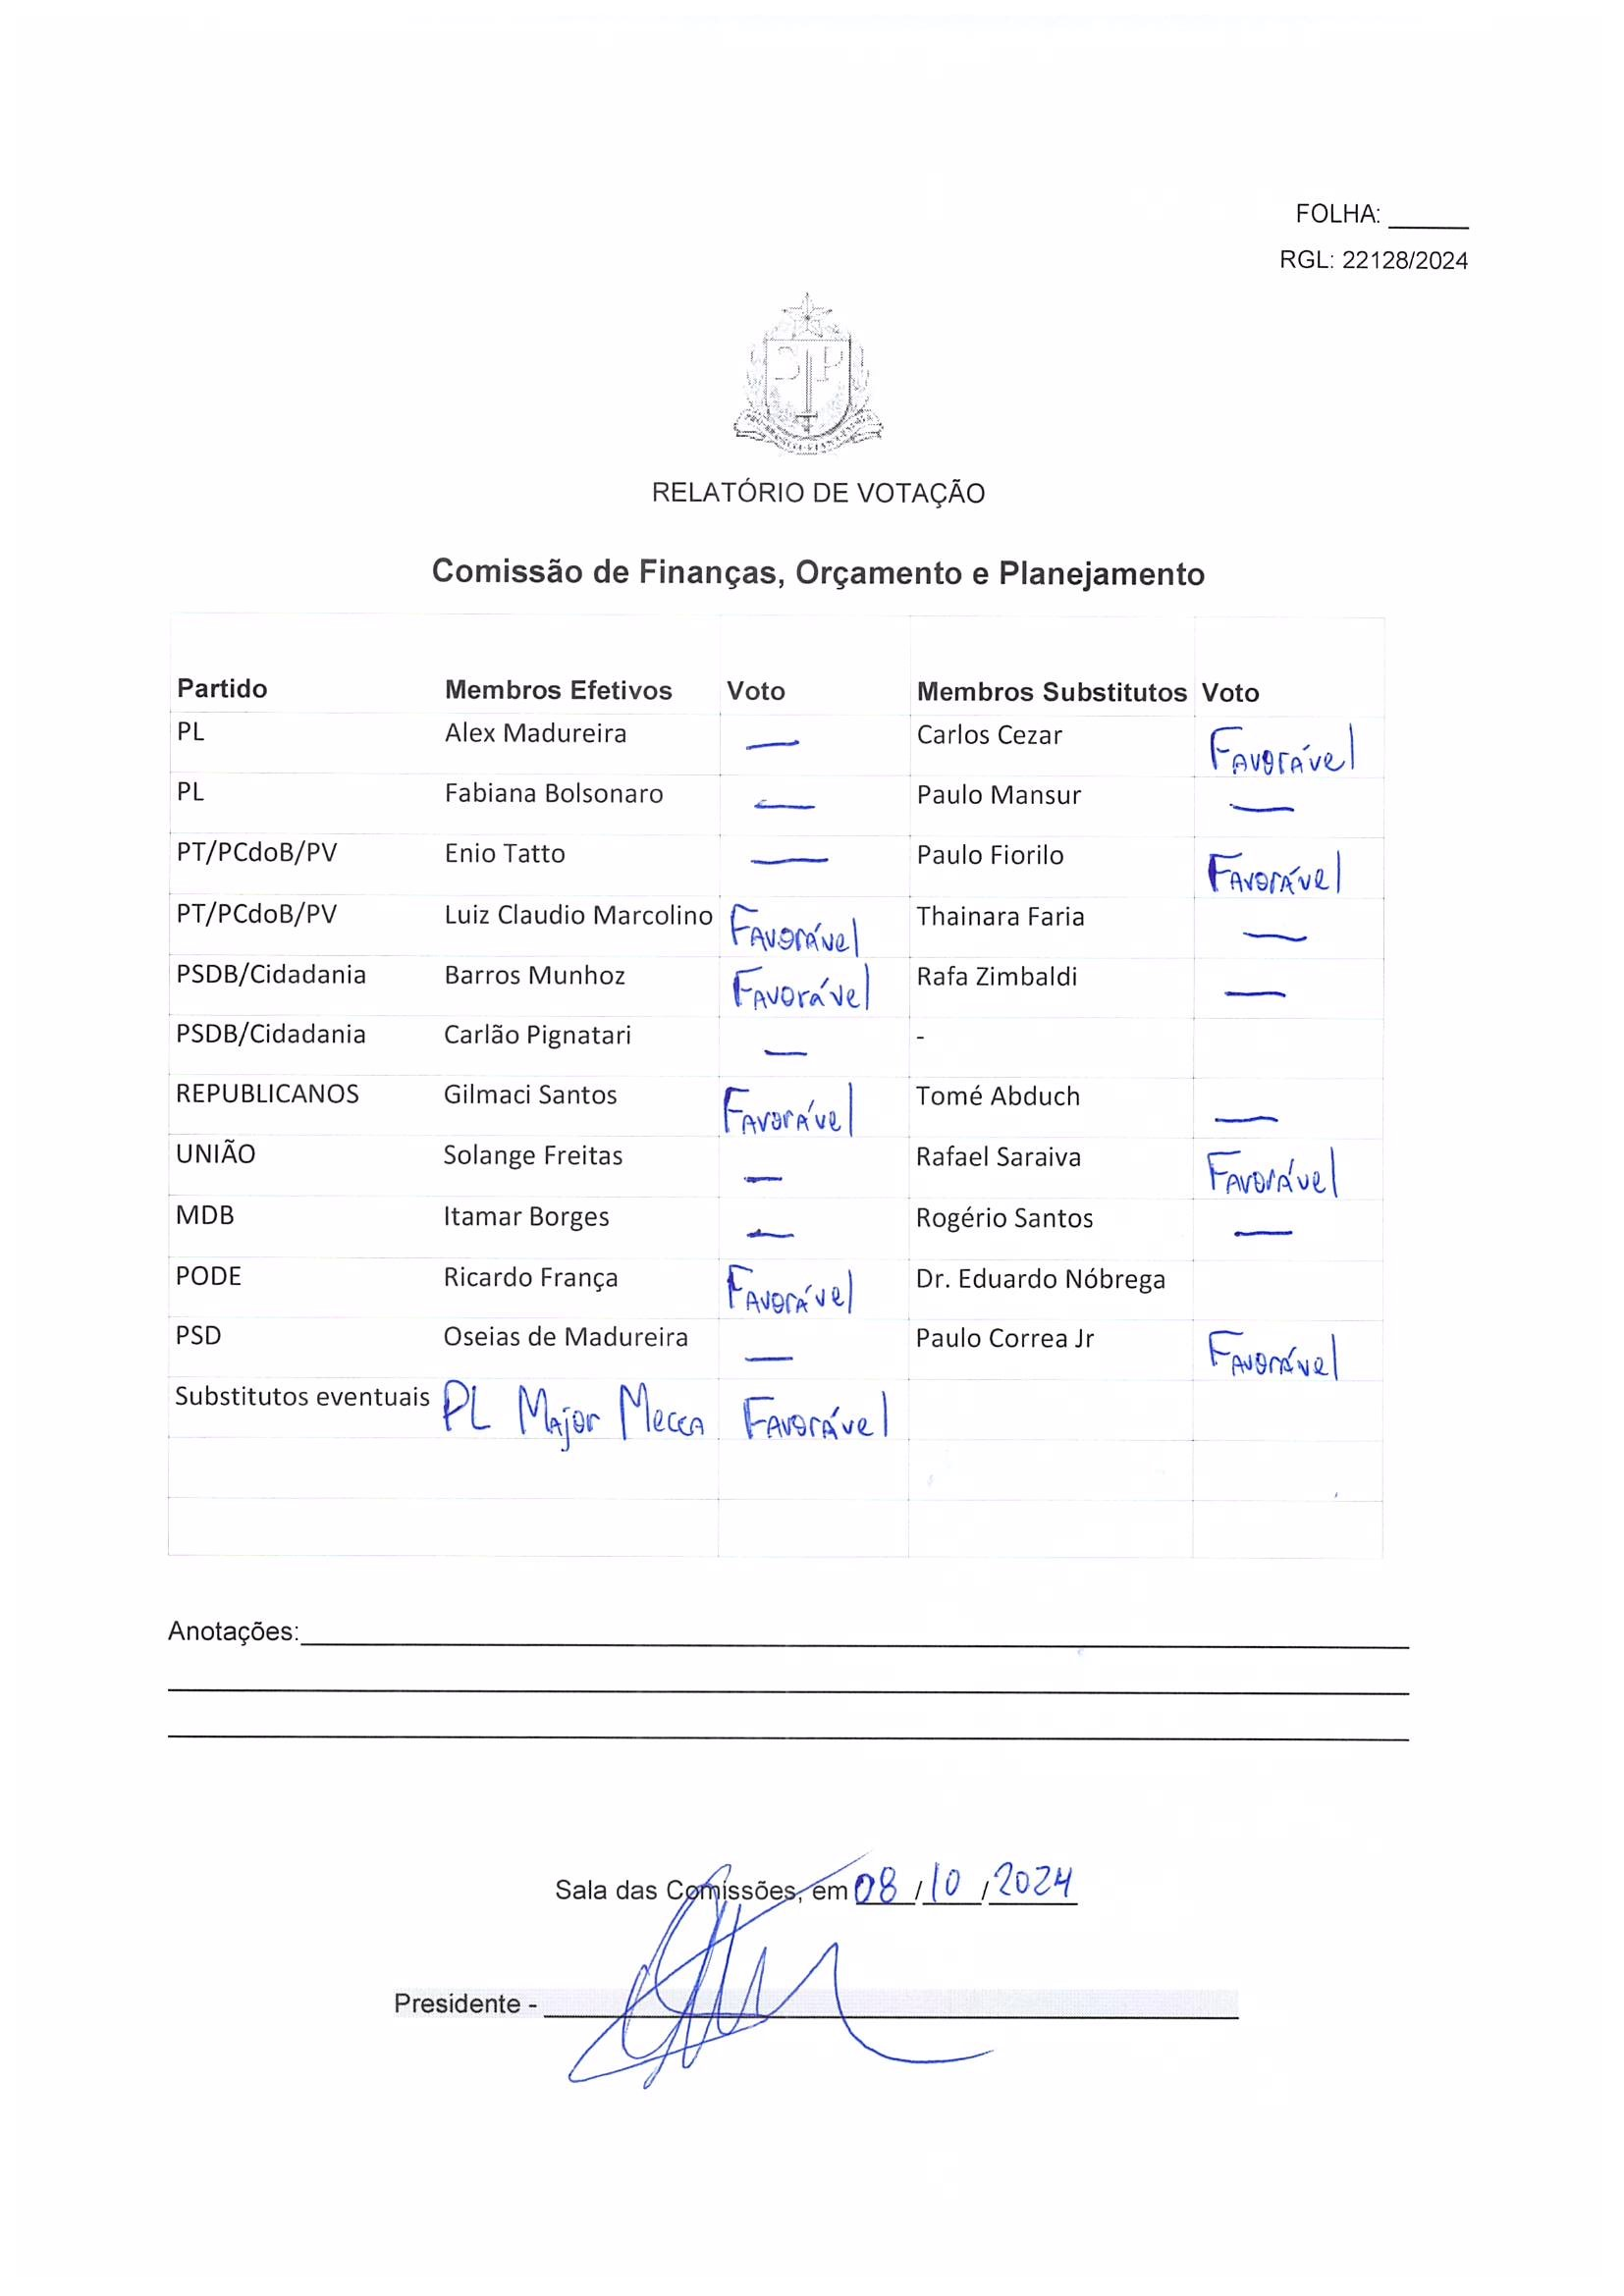 FOLHA: ______
RGL: 22128/2024
RELATÓRIO DE VOTAÇÃO
Comissão de Finanças, Orçamento e Planejamento
Partido Membros Efetivos Voto Membros Substitutos Voto
PL Alex Madureira — Carlos Cezar Favorável
PL Fabiana Bolsonaro — Paulo Mansur —
PT/PCdoB/PV Enio Tatto — Paulo Fiorilo Favorável
PT/PCdoB/PV Luiz Claudio Marcolino Favorável Thainara Faria —
PSDB/Cidadania Barros Munhoz Favorável Rafa Zimbaldi —
PSDB/Cidadania Carlão Pignatari — -
REPUBLICANOS Gilmaci Santos Favorável Tomé Abduch —
UNIÃO Solange Freitas — Rafael Saraiva Favorável
MDB Itamar Borges — Rogério Santos —
PODE Ricardo França Favorável Dr. Eduardo Nóbrega
PSD Oseias de Madureira — Paulo Correa Jr Favorável
Substitutos eventuais PL Major Mecca Favorável
Anotações:
Sala das Comissões, em 08/10/2024
Presidente -